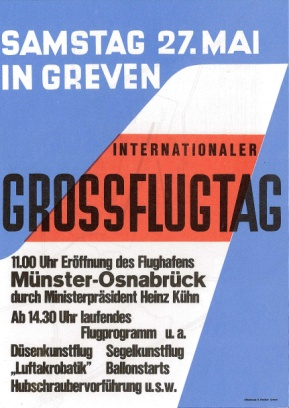 SAMSTAG 27. MAI
IN GREVEN
INTERNATIONALER
GROSSFLUGTAG
11.00 Uhr Eröffnung des Flughafens
Münster-Osnabrück
durch Ministerpräsident Heinz Kühn
Ab 14.30 Uhr laufendes
Flugprogramm u. a.
Düsenkunstflug Segelkunstflug
„Luftakrobatik" Ballonstarts
Hubschraubervorführung u.s.w.